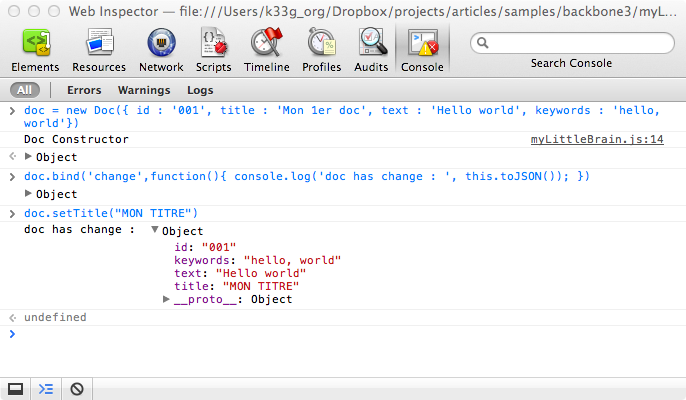 Web Inspector — file:///Users/k33g_org/Dropbox/projects/articles/samples/backbone3/myL...
Elements Resources Network Scripts Timeline Profiles Audits Console Search Console
All Errors Warnings Logs
doc = new Doc({ id : '001', title : 'Mon 1er doc', text : 'Hello world', keywords : 'hello,
world'})
Doc Constructor myLittleBrain.js:14
Object
doc.bind('change',function(){ console.log('doc has change : ', this.toJSON()); })
Object
doc.setTitle("MON TITRE")
doc has change : Object
id: "001"
keywords: "hello, world"
text: "Hello world"
title: "MON TITRE"
__proto__: Object
undefined